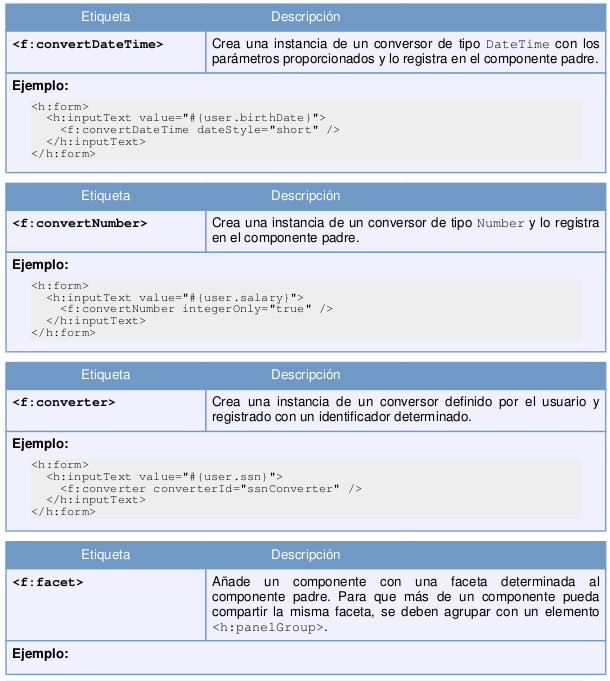 Etiqueta Descripción
<f:convertDateTime> Crea una instancia de un conversor de tipo DateTime con los
parámetros proporcionados y lo registra en el componente padre.
Ejemplo:
<h:form>
  <h:inputText value="#{user.birthDate}">
    <f:convertDateTime dateStyle="short" />
  </h:inputText>
</h:form>
Etiqueta Descripción
<f:convertNumber> Crea una instancia de un conversor de tipo Number y lo registra
en el componente padre.
Ejemplo:
<h:form>
  <h:inputText value="#{user.salary}">
    <f:convertNumber integerOnly="true" />
  </h:inputText>
</h:form>
Etiqueta Descripción
<f:converter> Crea una instancia de un conversor definido por el usuario y
registrado con un identificador determinado.
Ejemplo:
<h:form>
  <h:inputText value="#{user.ssn}">
    <f:converter converterId="ssnConverter" />
  </h:inputText>
</h:form>
Etiqueta Descripción
<f:facet> Añade un componente con una faceta determinada al
componente padre. Para que más de un componente pueda
compartir la misma faceta, se deben agrupar con un elemento
<h:panelGroup>.
Ejemplo: